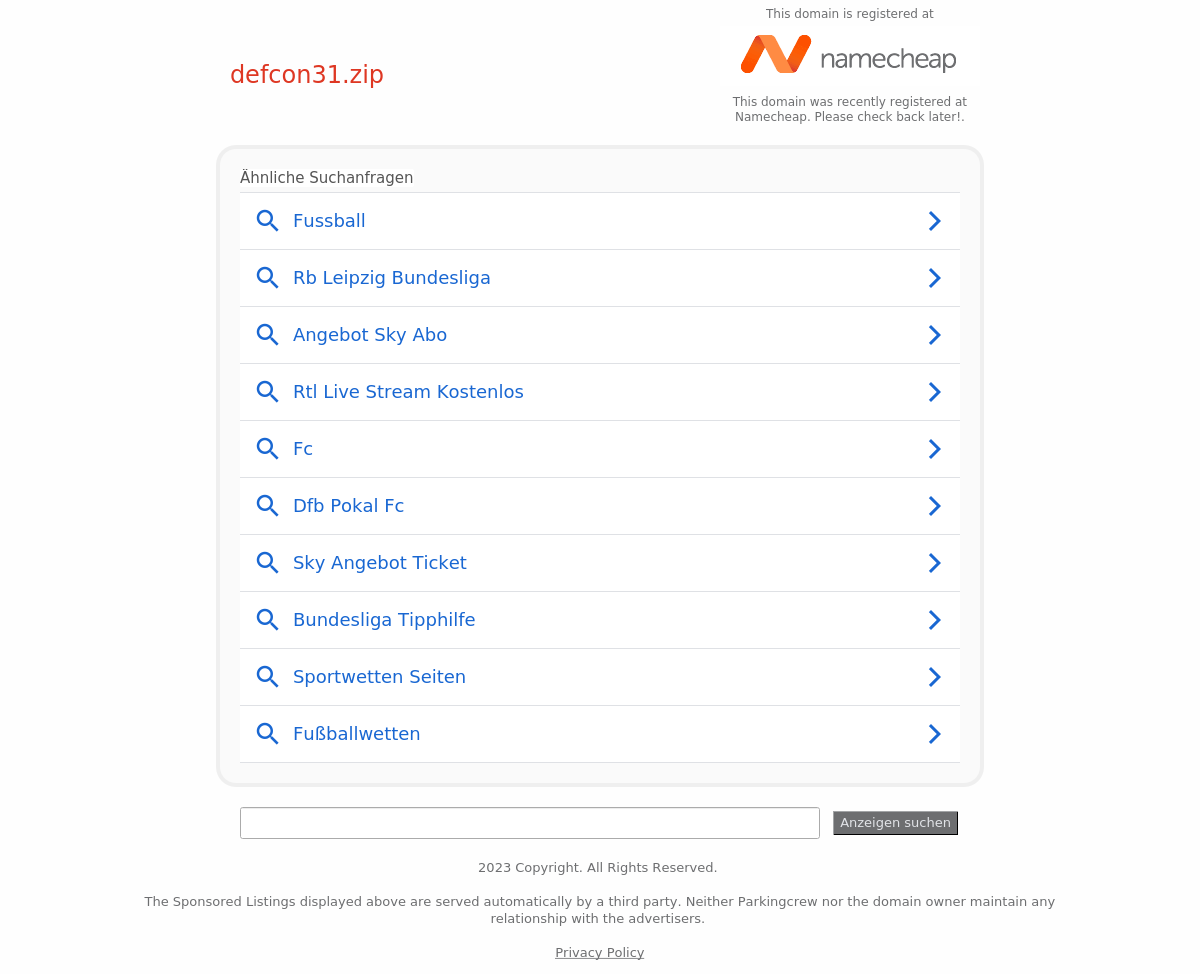 This domain is registered at
namecheap
defcon31.zip
This domain was recently registered at
Namecheap. Please check back later!.
Ähnliche Suchanfragen
Fussball
Rb Leipzig Bundesliga
Angebot Sky Abo
Rtl Live Stream Kostenlos
Fc
Dfb Pokal Fc
Sky Angebot Ticket
Bundesliga Tipphilfe
Sportwetten Seiten
Fußballwetten
Anzeigen suchen
2023 Copyright. All Rights Reserved.
The Sponsored Listings displayed above are served automatically by a third party. Neither Parkingcrew nor the domain owner maintain any
relationship with the advertisers.
Privacy Policy